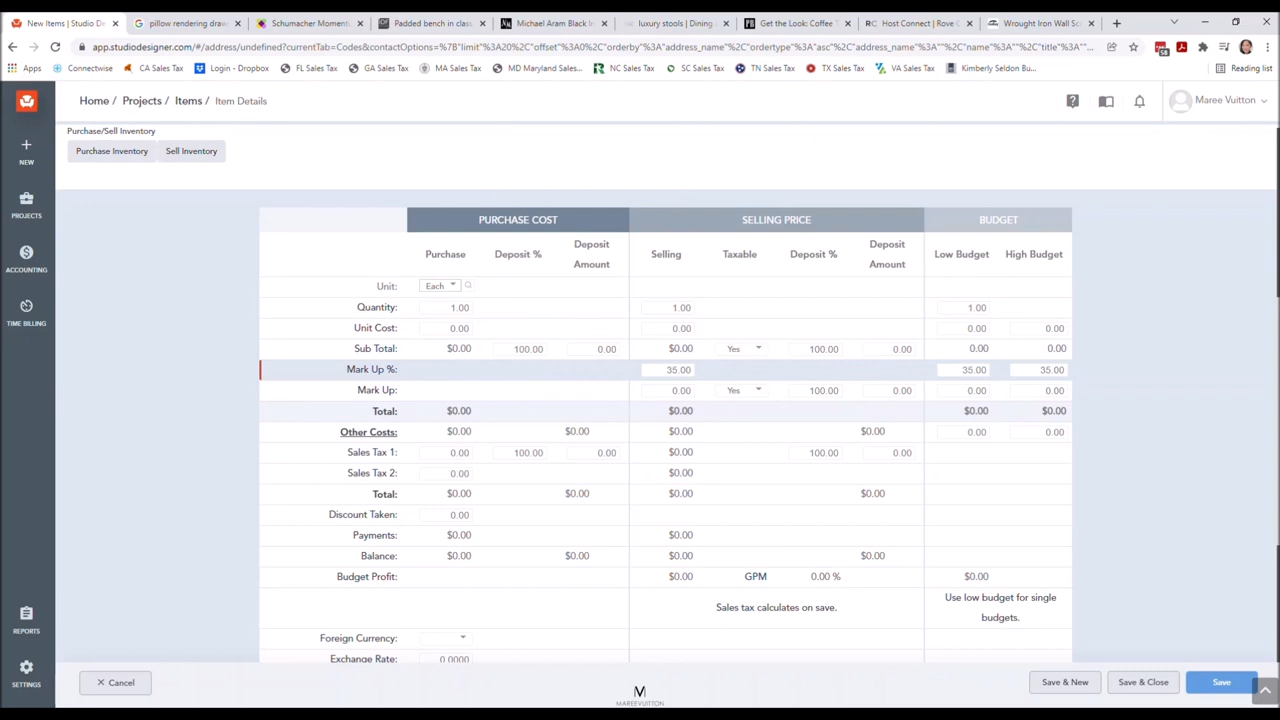 New Items | Studio De
pillow rendering draw
Schumacher Moment
Padded bench in clas
Michael Aram Black I
luxury stools | Dining
Get the Look: Coffee T
Host Connect | Rove C
Wrought Iron Wall Sc
app.studiodesigner.com/#/address/undefined?currentTab=Codes&contactOptions=%7B"limit"%3A20%2C"offset"%3A0%2C"orderby"%3A"address_name"%2C"ordertype"%3A"asc"%2C"address_name"%3A""%2C"name"%3A""%2C"title"%3A"...
Apps
Connectwise
CA Sales Tax
Login - Dropbox
FL Sales Tax
GA Sales Tax
MA Sales Tax
MD Maryland Sales...
NC Sales Tax
SC Sales Tax
TN Sales Tax
TX Sales Tax
VA Sales Tax
Kimberly Seldon Bu...
Reading list
Home / Projects / Items / Item Details
Maree Vuitton
NEW
PROJECTS
ACCOUNTING
TIME BILLING
REPORTS
SETTINGS
Purchase/Sell Inventory
Purchase Inventory Sell Inventory
PURCHASE COST SELLING PRICE BUDGET
Purchase Deposit % Deposit Amount Selling Taxable Deposit % Deposit Amount Low Budget High Budget
Unit: Each
Quantity: 1.00 1.00 1.00
Unit Cost: 0.00 0.00 0.00 0.00
Sub Total: $0.00 100.00 0.00 $0.00 Yes 100.00 0.00 0.00 0.00
Mark Up %: 35.00 35.00 35.00
Mark Up: 0.00 Yes 100.00 0.00 0.00 0.00
Total: $0.00 $0.00 $0.00 $0.00
Other Costs: $0.00 $0.00 $0.00 $0.00 0.00 0.00
Sales Tax 1: 0.00 100.00 0.00 $0.00 100.00 0.00
Sales Tax 2: 0.00 $0.00
Total: $0.00 $0.00 $0.00 $0.00
Discount Taken: 0.00
Payments: $0.00 $0.00
Balance: $0.00 $0.00 $0.00 $0.00
Budget Profit: $0.00 GPM 0.00 % $0.00
Sales tax calculates on save.
Use low budget for single
budgets.
Foreign Currency:
Exchange Rate: 0.0000
Cancel
Save & New Save & Close Save
M
MAREEVUITTON